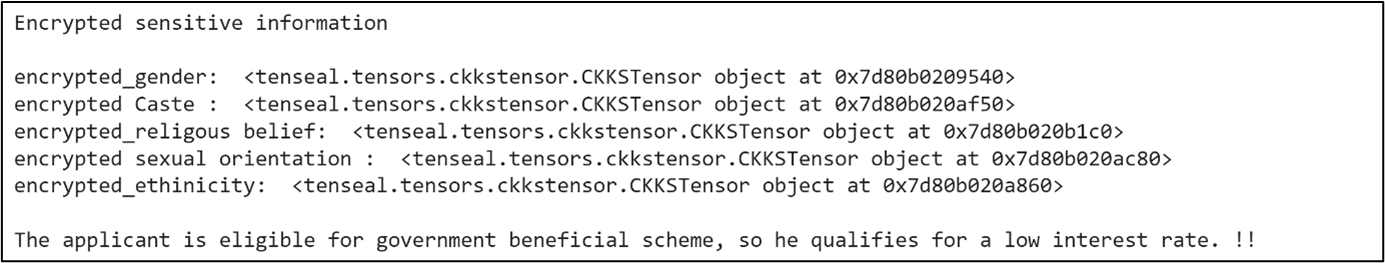 Encrypted sensitive information
encrypted_gender:  <tenseal.tensors.ckkstensor.CKKSTensor object at 0x7d80b0209540>
encrypted Caste :  <tenseal.tensors.ckkstensor.CKKSTensor object at 0x7d80b020af50>
encrypted_religous belief:  <tenseal.tensors.ckkstensor.CKKSTensor object at 0x7d80b020b1c0>
encrypted sexual orientation :  <tenseal.tensors.ckkstensor.CKKSTensor object at 0x7d80b020ac80>
encrypted_ethinicity:  <tenseal.tensors.ckkstensor.CKKSTensor object at 0x7d80b020a860>
The applicant is eligible for government beneficial scheme, so he qualifies for a low interest rate. !!